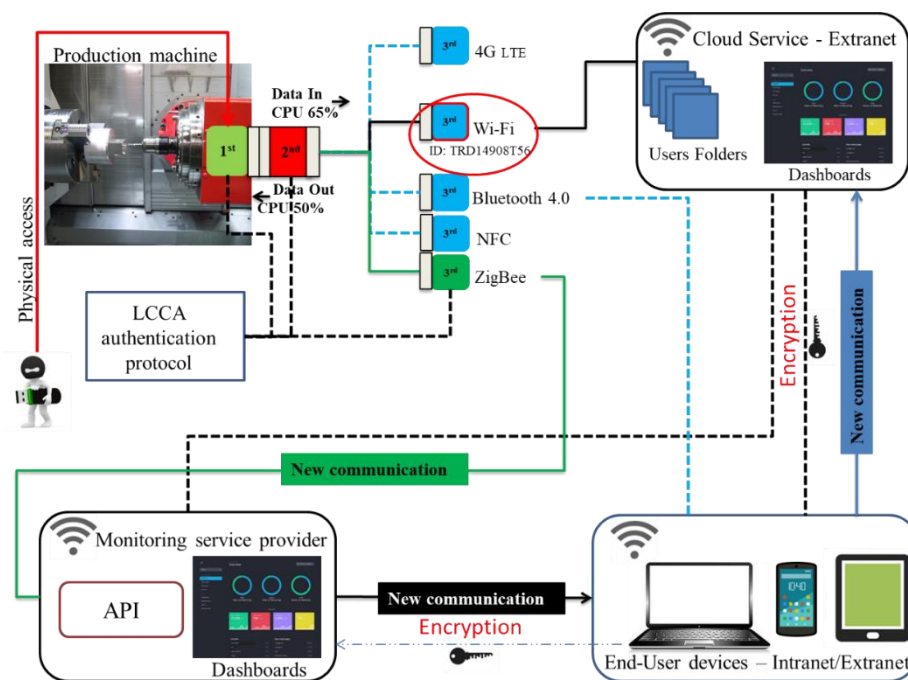 Production machine
Data In
CPU 65%
1st
2nd
Data Out
CPU 50%
Physical access
LCCA
authentication
protocol
3rd
4G LTE
3rd
Wi-Fi
ID: TRD14908T56
3rd
Bluetooth 4.0
3rd
NFC
3rd
ZigBee
Cloud Service - Extranet
Users Folders
Dashboards
Encryption
New communication
New communication
Monitoring service provider
API
Dashboards
New communication
Encryption
10:40
End-User devices – Intranet/Extranet